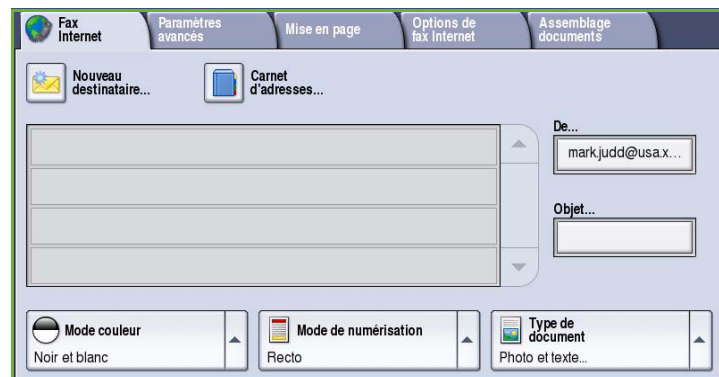 Fax
Internet
Paramètres
avancés
Mise en page
Options de
fax Internet
Assemblage
documents
Nouveau
destinataire...
Carnet
d'adresses...
De...
mark.judd@usa.x...
Objet...
Mode couleur
Noir et blanc
Mode de numérisation
Recto
Type de
document
Photo et texte...